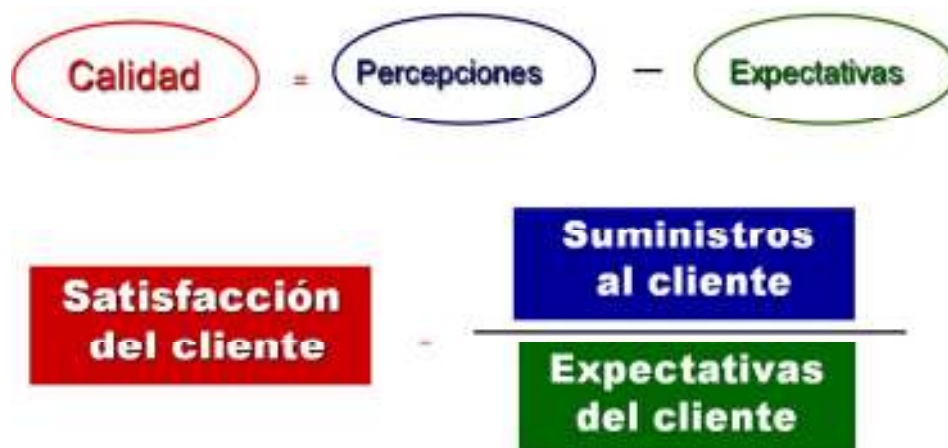 Calidad = Percepciones — Expectativas
Suministros
al cliente
Satisfacción
del cliente
=
Expectativas
del cliente